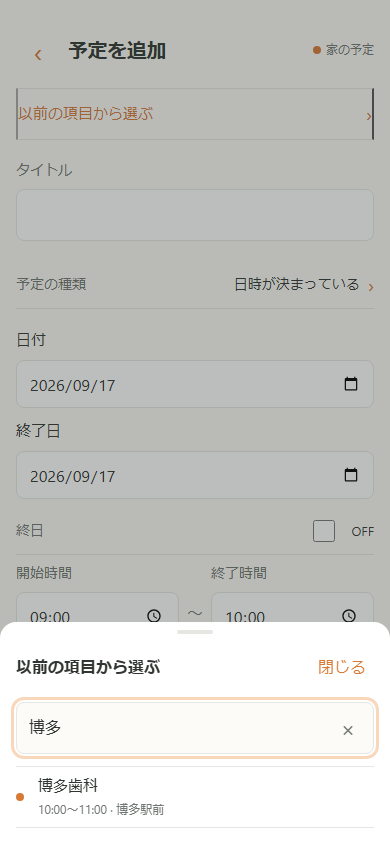 予定を追加
家の予定
以前の項目から選ぶ
タイトル
予定の種類 日時が決まっている
日付
2026/09/17
終了日
2026/09/17
終日 OFF
開始時間 終了時間
09:00 ～ 10:00
以前の項目から選ぶ 閉じる
博多
博多歯科
10:00～11:00 · 博多駅前